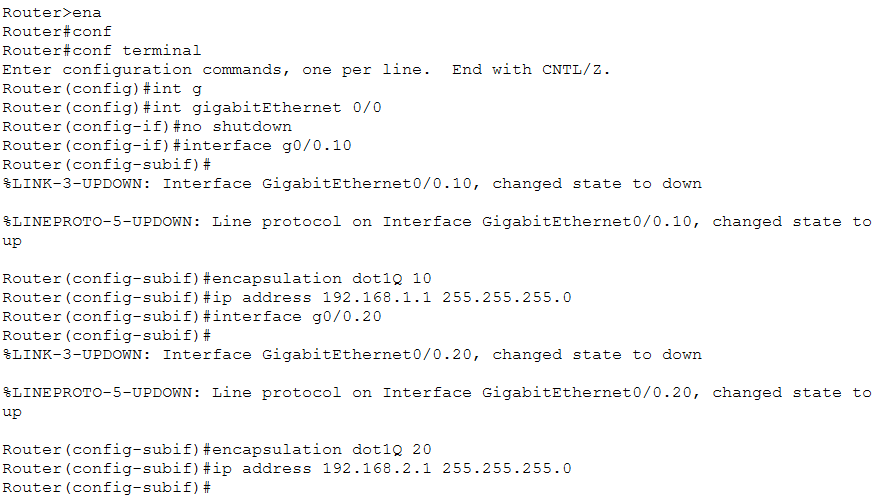 Router>ena
Router#conf
Router#conf terminal
Enter configuration commands, one per line.  End with CNTL/Z.
Router(config)#int g
Router(config)#int gigabitEthernet 0/0
Router(config-if)#no shutdown
Router(config-if)#interface g0/0.10
Router(config-subif)#
%LINK-3-UPDOWN: Interface GigabitEthernet0/0.10, changed state to down
%LINEPROTO-5-UPDOWN: Line protocol on Interface GigabitEthernet0/0.10, changed state to
up
Router(config-subif)#encapsulation dot1Q 10
Router(config-subif)#ip address 192.168.1.1 255.255.255.0
Router(config-subif)#interface g0/0.20
Router(config-subif)#
%LINK-3-UPDOWN: Interface GigabitEthernet0/0.20, changed state to down
%LINEPROTO-5-UPDOWN: Line protocol on Interface GigabitEthernet0/0.20, changed state to
up
Router(config-subif)#encapsulation dot1Q 20
Router(config-subif)#ip address 192.168.2.1 255.255.255.0
Router(config-subif)#